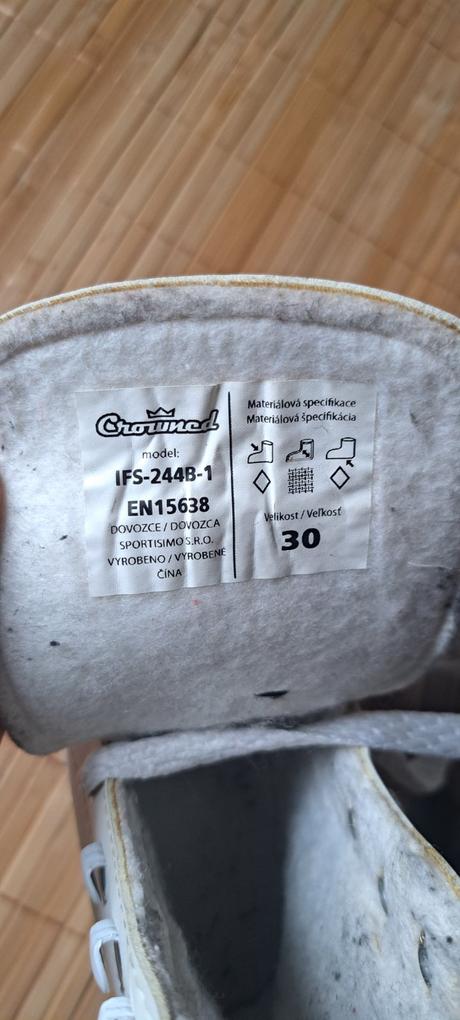 Crowned
model:
IFS-244B-1
EN15638
DOVOZCE / DOVOZCA
SPORTISIMO S.R.O.
VYROBENO / VYROBENÉ
ČÍNA
Materiálová specifikace
Materiálová špecifikácia
Velikost / Veľkosť
30